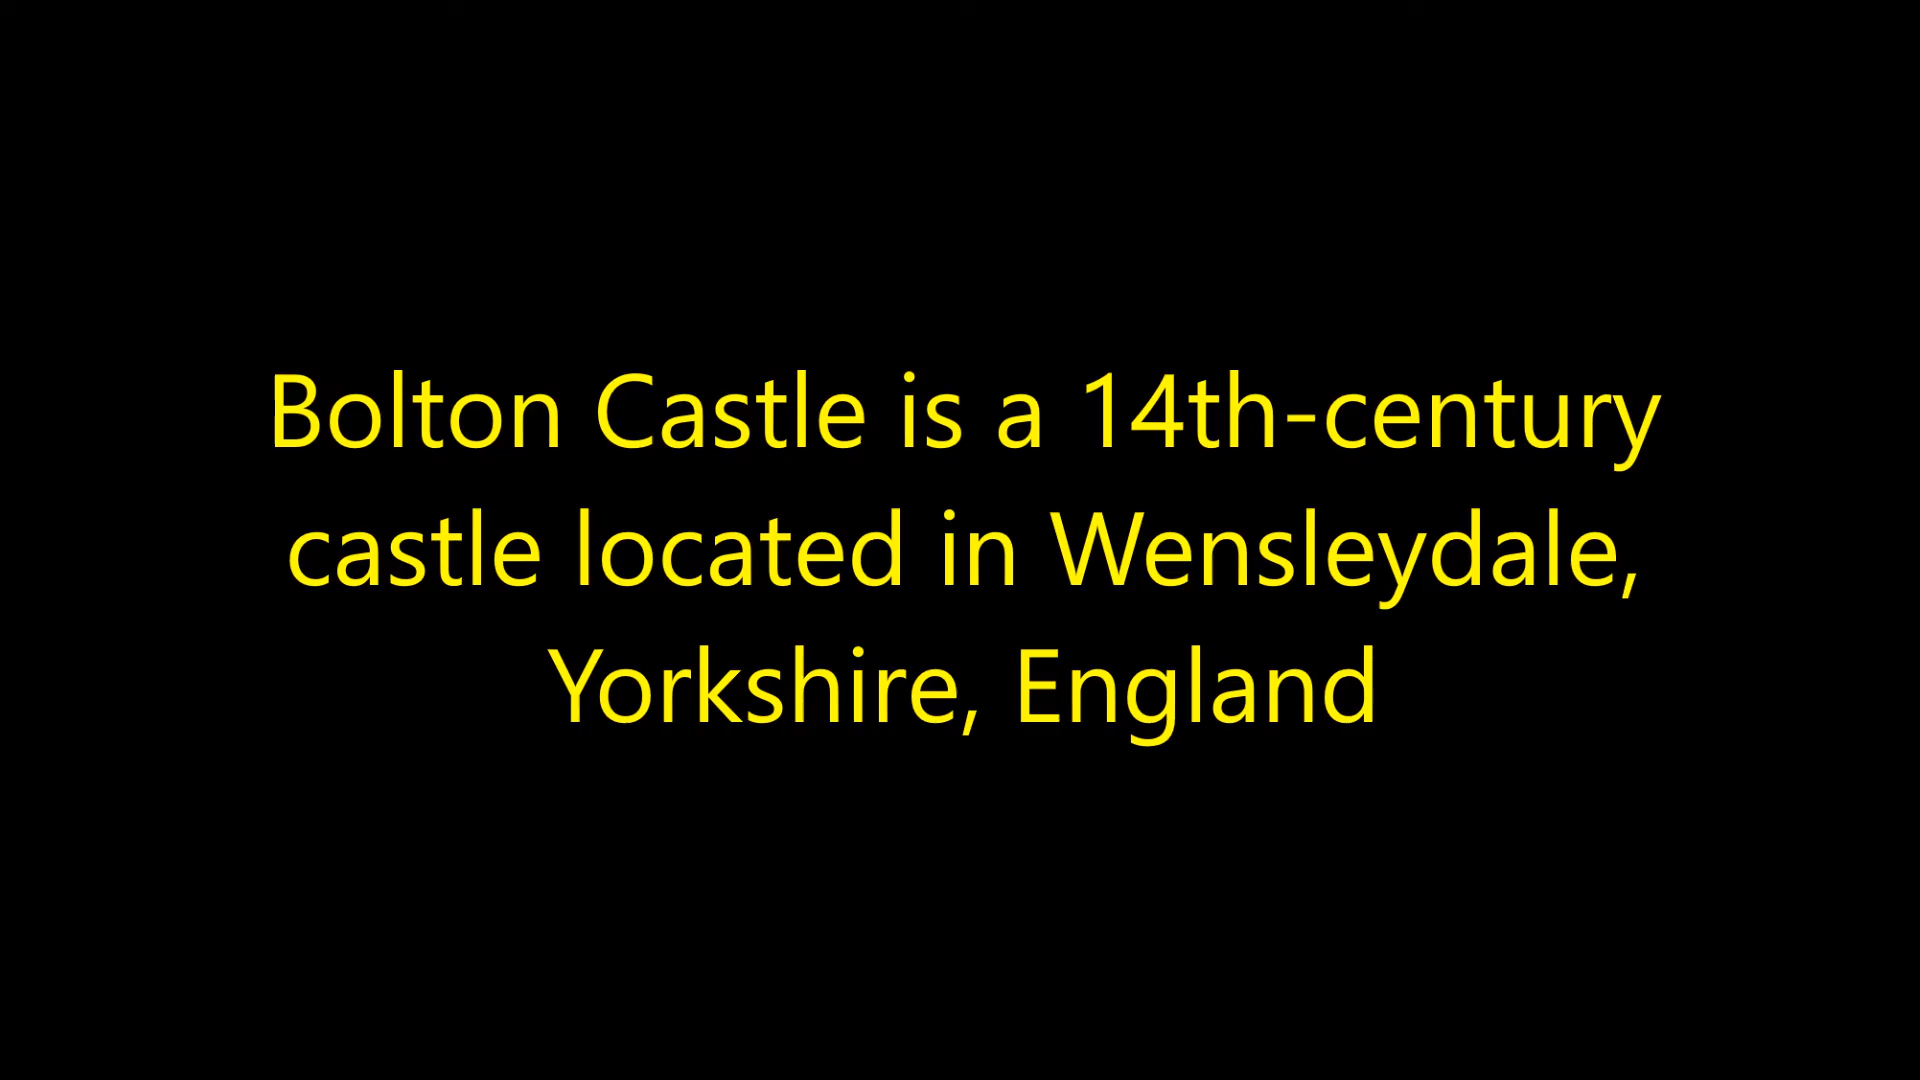 Bolton Castle is a 14th-century
castle located in Wensleydale,
Yorkshire, England